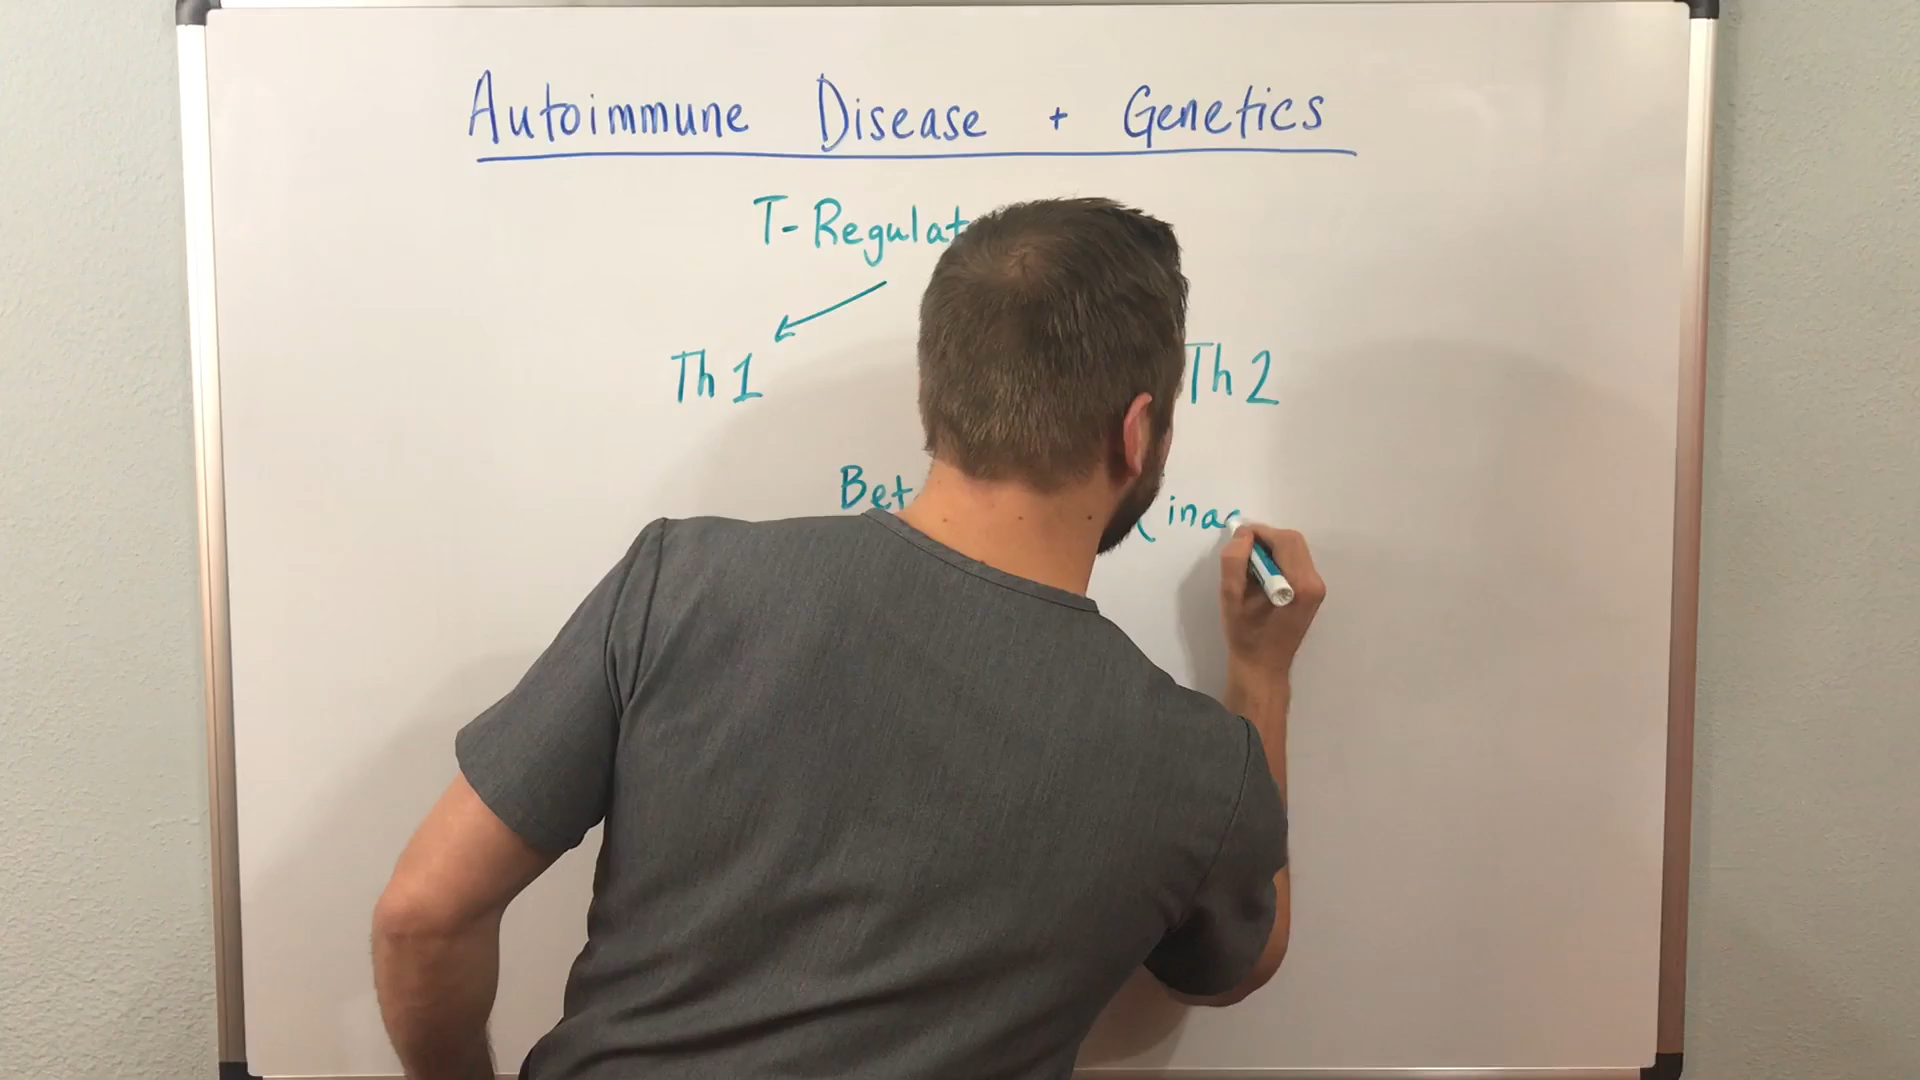 Autoimmune Disease + Genetics
T-Regulat
Th 1 Th 2
Bet (inac